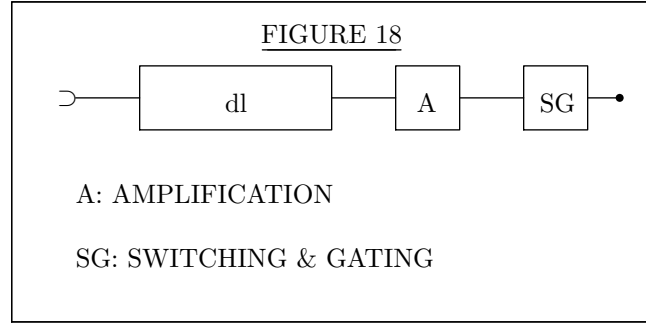 FIGURE 18
dl A SG
A: AMPLIFICATION
SG: SWITCHING & GATING